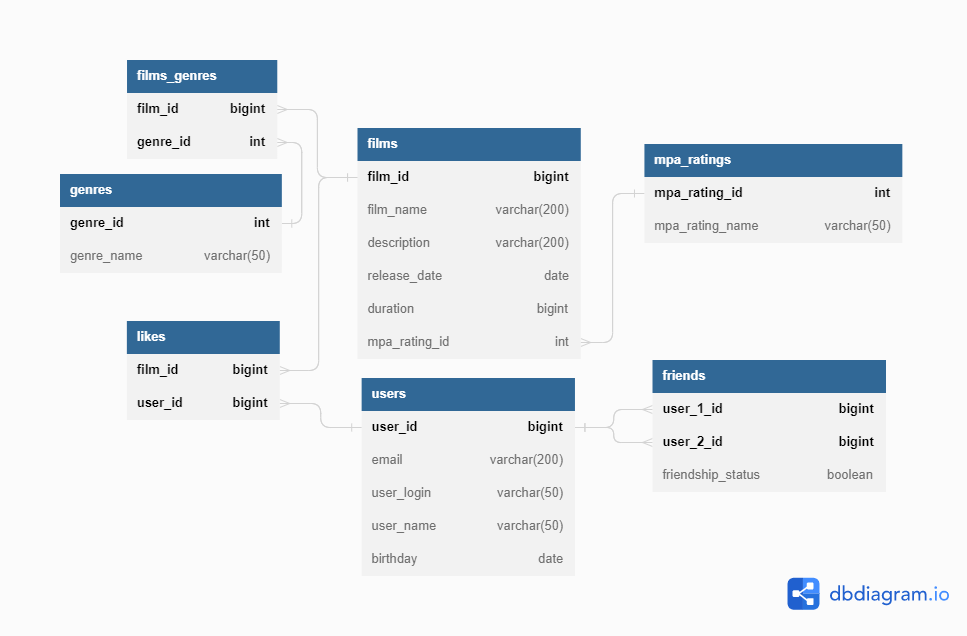 films_genres
film_id bigint
genre_id int
genres
genre_id int
genre_name varchar(50)
likes
film_id bigint
user_id bigint
films
film_id bigint
film_name varchar(200)
description varchar(200)
release_date date
duration bigint
mpa_rating_id int
users
user_id bigint
email varchar(200)
user_login varchar(50)
user_name varchar(50)
birthday date
mpa_ratings
mpa_rating_id int
mpa_rating_name varchar(50)
friends
user_1_id bigint
user_2_id bigint
friendship_status boolean
dbdiagram.io